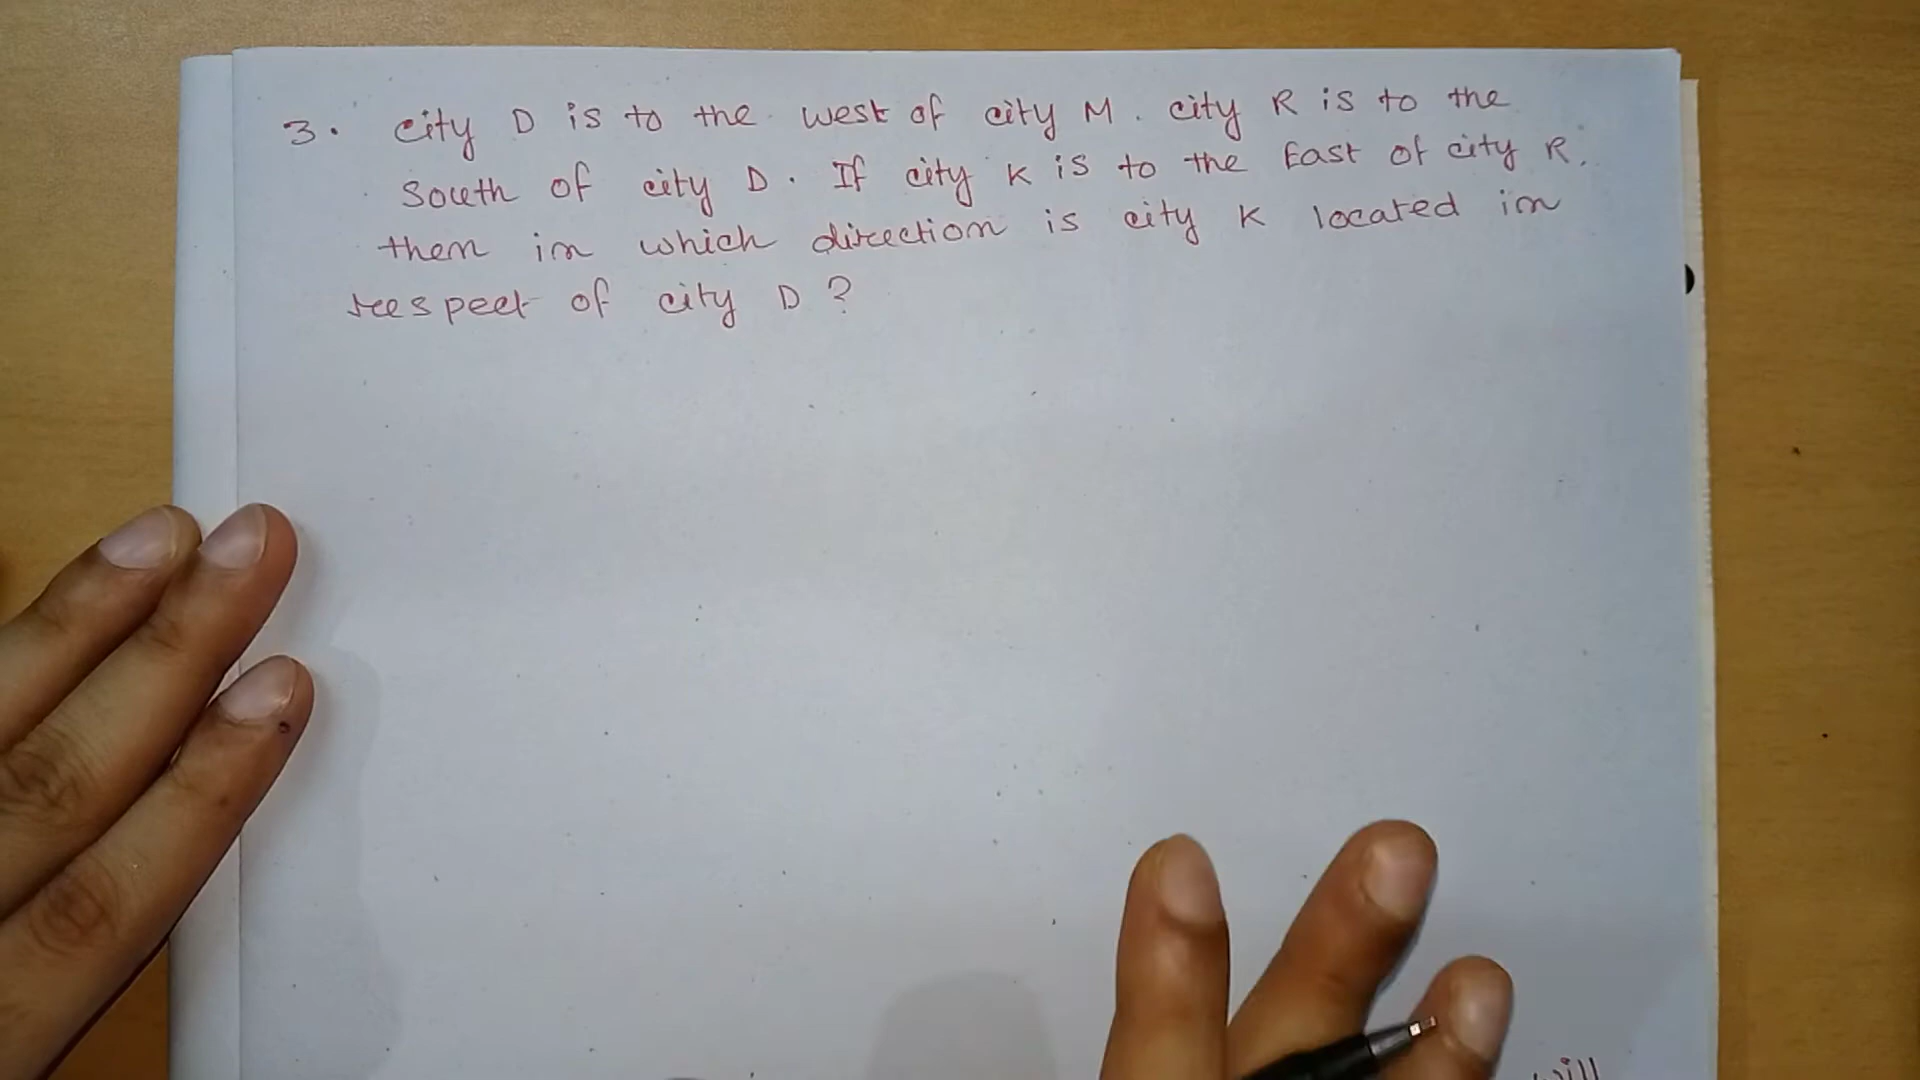 3. City D is to the west of city M. city R is to the
South of city D. If city K is to the East of city R.
then in which direction is city K located in
respect of city D ?
will